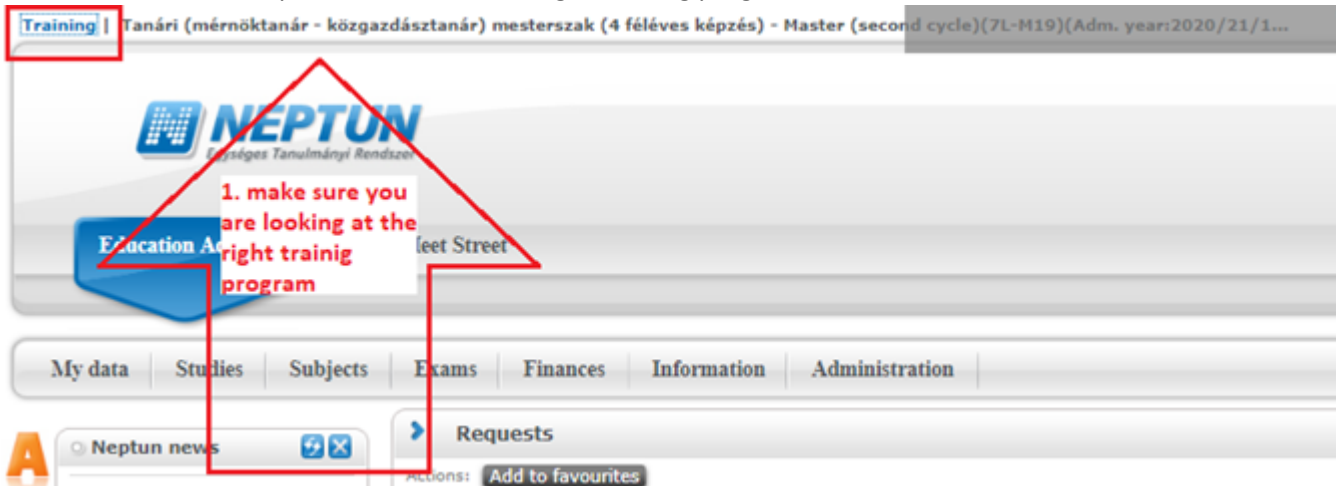 Training | Tanári (mérnöktanár - közgazdásztanár) mesterszak (4 féléves képzés) - Master (second cycle)(7L-M19)(Adm. year:2020/21/1...
NEPTUN
Egységes Tanulmányi Rendszer
1. make sure you
are looking at the
right trainig
program
Education A
eet Street
My data Studies Subjects Exams Finances Information Administration
Neptun news
Requests
Actions: Add to favourites